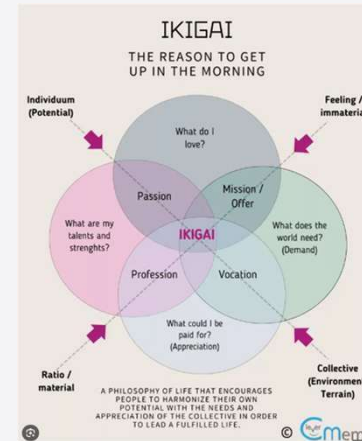 IKIGAI
THE REASON TO GET
UP IN THE MORNING
Individuum
(Potential)
Feeling /
immateria
What do I
love?
Passion
Mission /
Offer
What are my
talents and
strenghts?
IKIGAI
What does the
world need?
(Demand)
Profession
Vocation
What could I be
paid for?
(Appreciation)
Ratio /
material
Collective
(Environmen
Terrain)
A PHILOSOPHY OF LIFE THAT ENCOURAGES
PEOPLE TO HARMONIZE THEIR OWN
POTENTIAL WITH THE NEEDS AND
APPRECIATION OF THE COLLECTIVE IN ORDER
TO LEAD A FULFILLED LIFE.
©